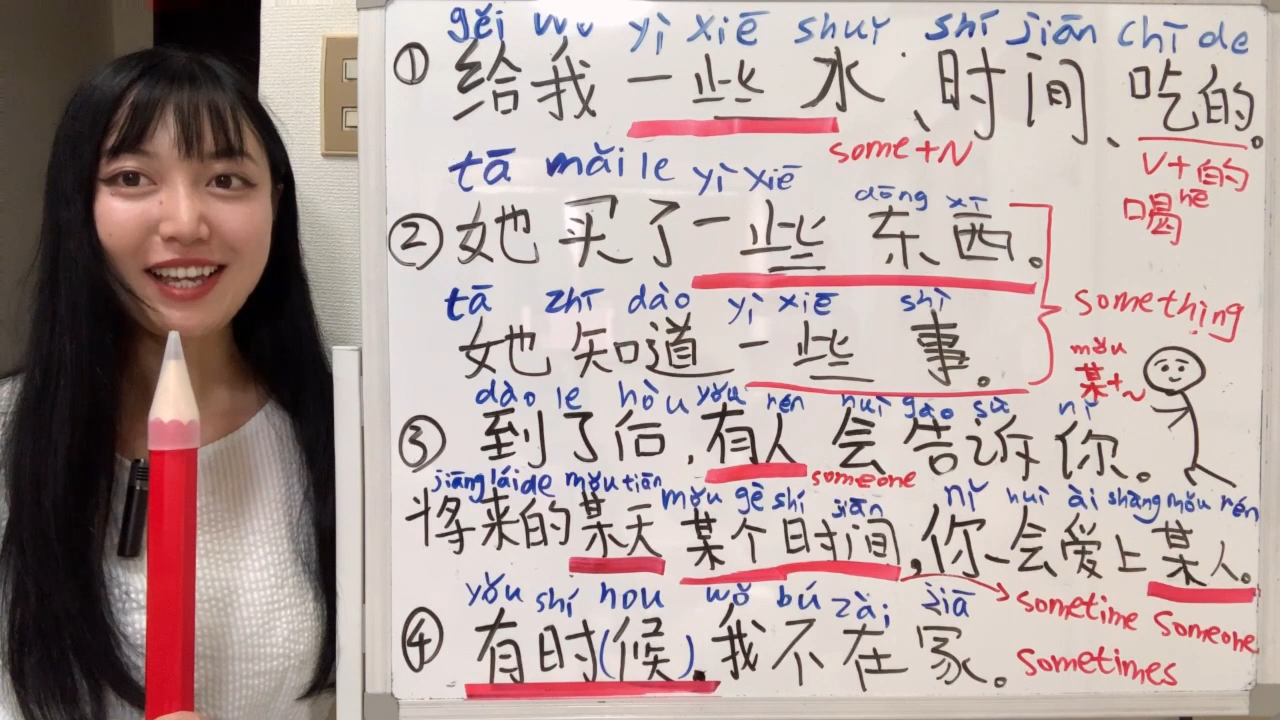 gěi wǒ yì xiē shuǐ shí jiān chī de
① 给我一些水、时间、吃的。
some+N
V+的
喝 hē
tā mǎi le yì xiē dōng xī
② 她买了一些东西。
tā zhī dào yì xiē shì
她知道一些事。
something
mǒu
某+N
dào le hòu yǒu rén huì gào sù nǐ
③ 到了后,有人会告诉你。
someone
jiāng lái de mǒu tiān mǒu gè shí jiān nǐ huì ài shàng mǒu rén
将来的某天 某个时间,你会爱上某人。
sometime someone
yǒu shí hou wǒ bú zài jiā
④ 有时(候),我不在家。
sometimes